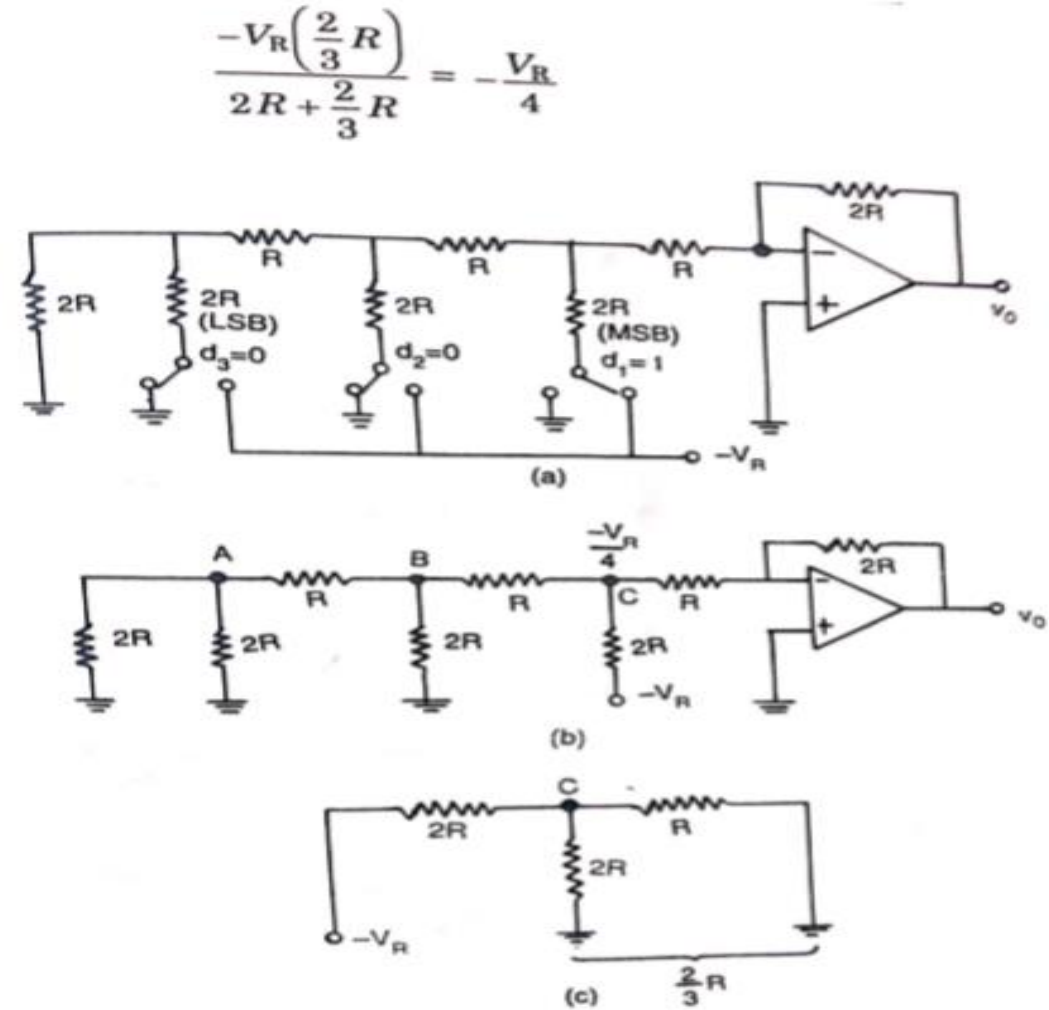 -V_R(2/3 R) / (2R + 2/3 R) = -V_R/4
2R
R R R
2R 2R (LSB) 2R 2R (MSB)
d₃=0 d₂=0 d₁=1
v₀
-V_R
(a)
A B -V_R/4
2R
R R C R
2R 2R 2R 2R
v₀
-V_R
(b)
C
2R R
2R
-V_R
2/3 R
(c)